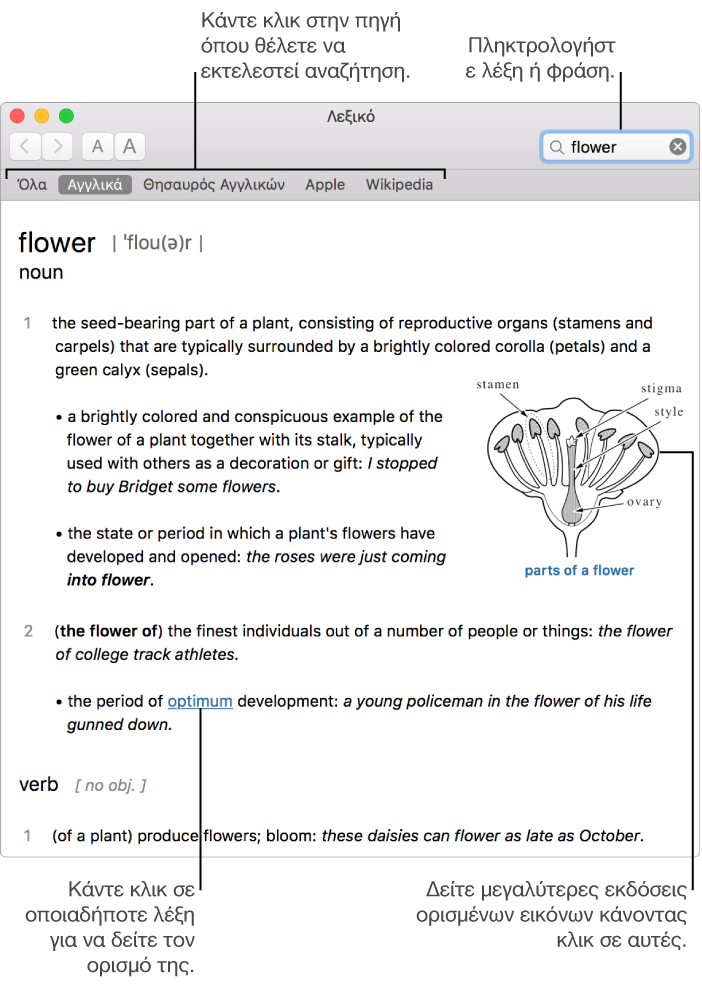 Κάντε κλικ στην πηγή
όπου θέλετε να
εκτελεστεί αναζήτηση.
Πληκτρολογήστ
ε λέξη ή φράση.
Λεξικό
A A
flower
Όλα Αγγλικά Θησαυρός Αγγλικών Apple Wikipedia
flower | ˈflou(ə)r |
noun
1 the seed-bearing part of a plant, consisting of reproductive organs (stamens and
carpels) that are typically surrounded by a brightly colored corolla (petals) and a
green calyx (sepals).
• a brightly colored and conspicuous example of the
flower of a plant together with its stalk, typically
used with others as a decoration or gift: I stopped
to buy Bridget some flowers.
• the state or period in which a plant's flowers have
developed and opened: the roses were just coming
into flower.
stamen
stigma
style
ovary
parts of a flower
2 (the flower of) the finest individuals out of a number of people or things: the flower
of college track athletes.
• the period of optimum development: a young policeman in the flower of his life
gunned down.
verb [ no obj. ]
1 (of a plant) produce flowers; bloom: these daisies can flower as late as October.
Κάντε κλικ σε
οποιαδήποτε λέξη
για να δείτε τον
ορισμό της.
Δείτε μεγαλύτερες εκδόσεις
ορισμένων εικόνων κάνοντας
κλικ σε αυτές.